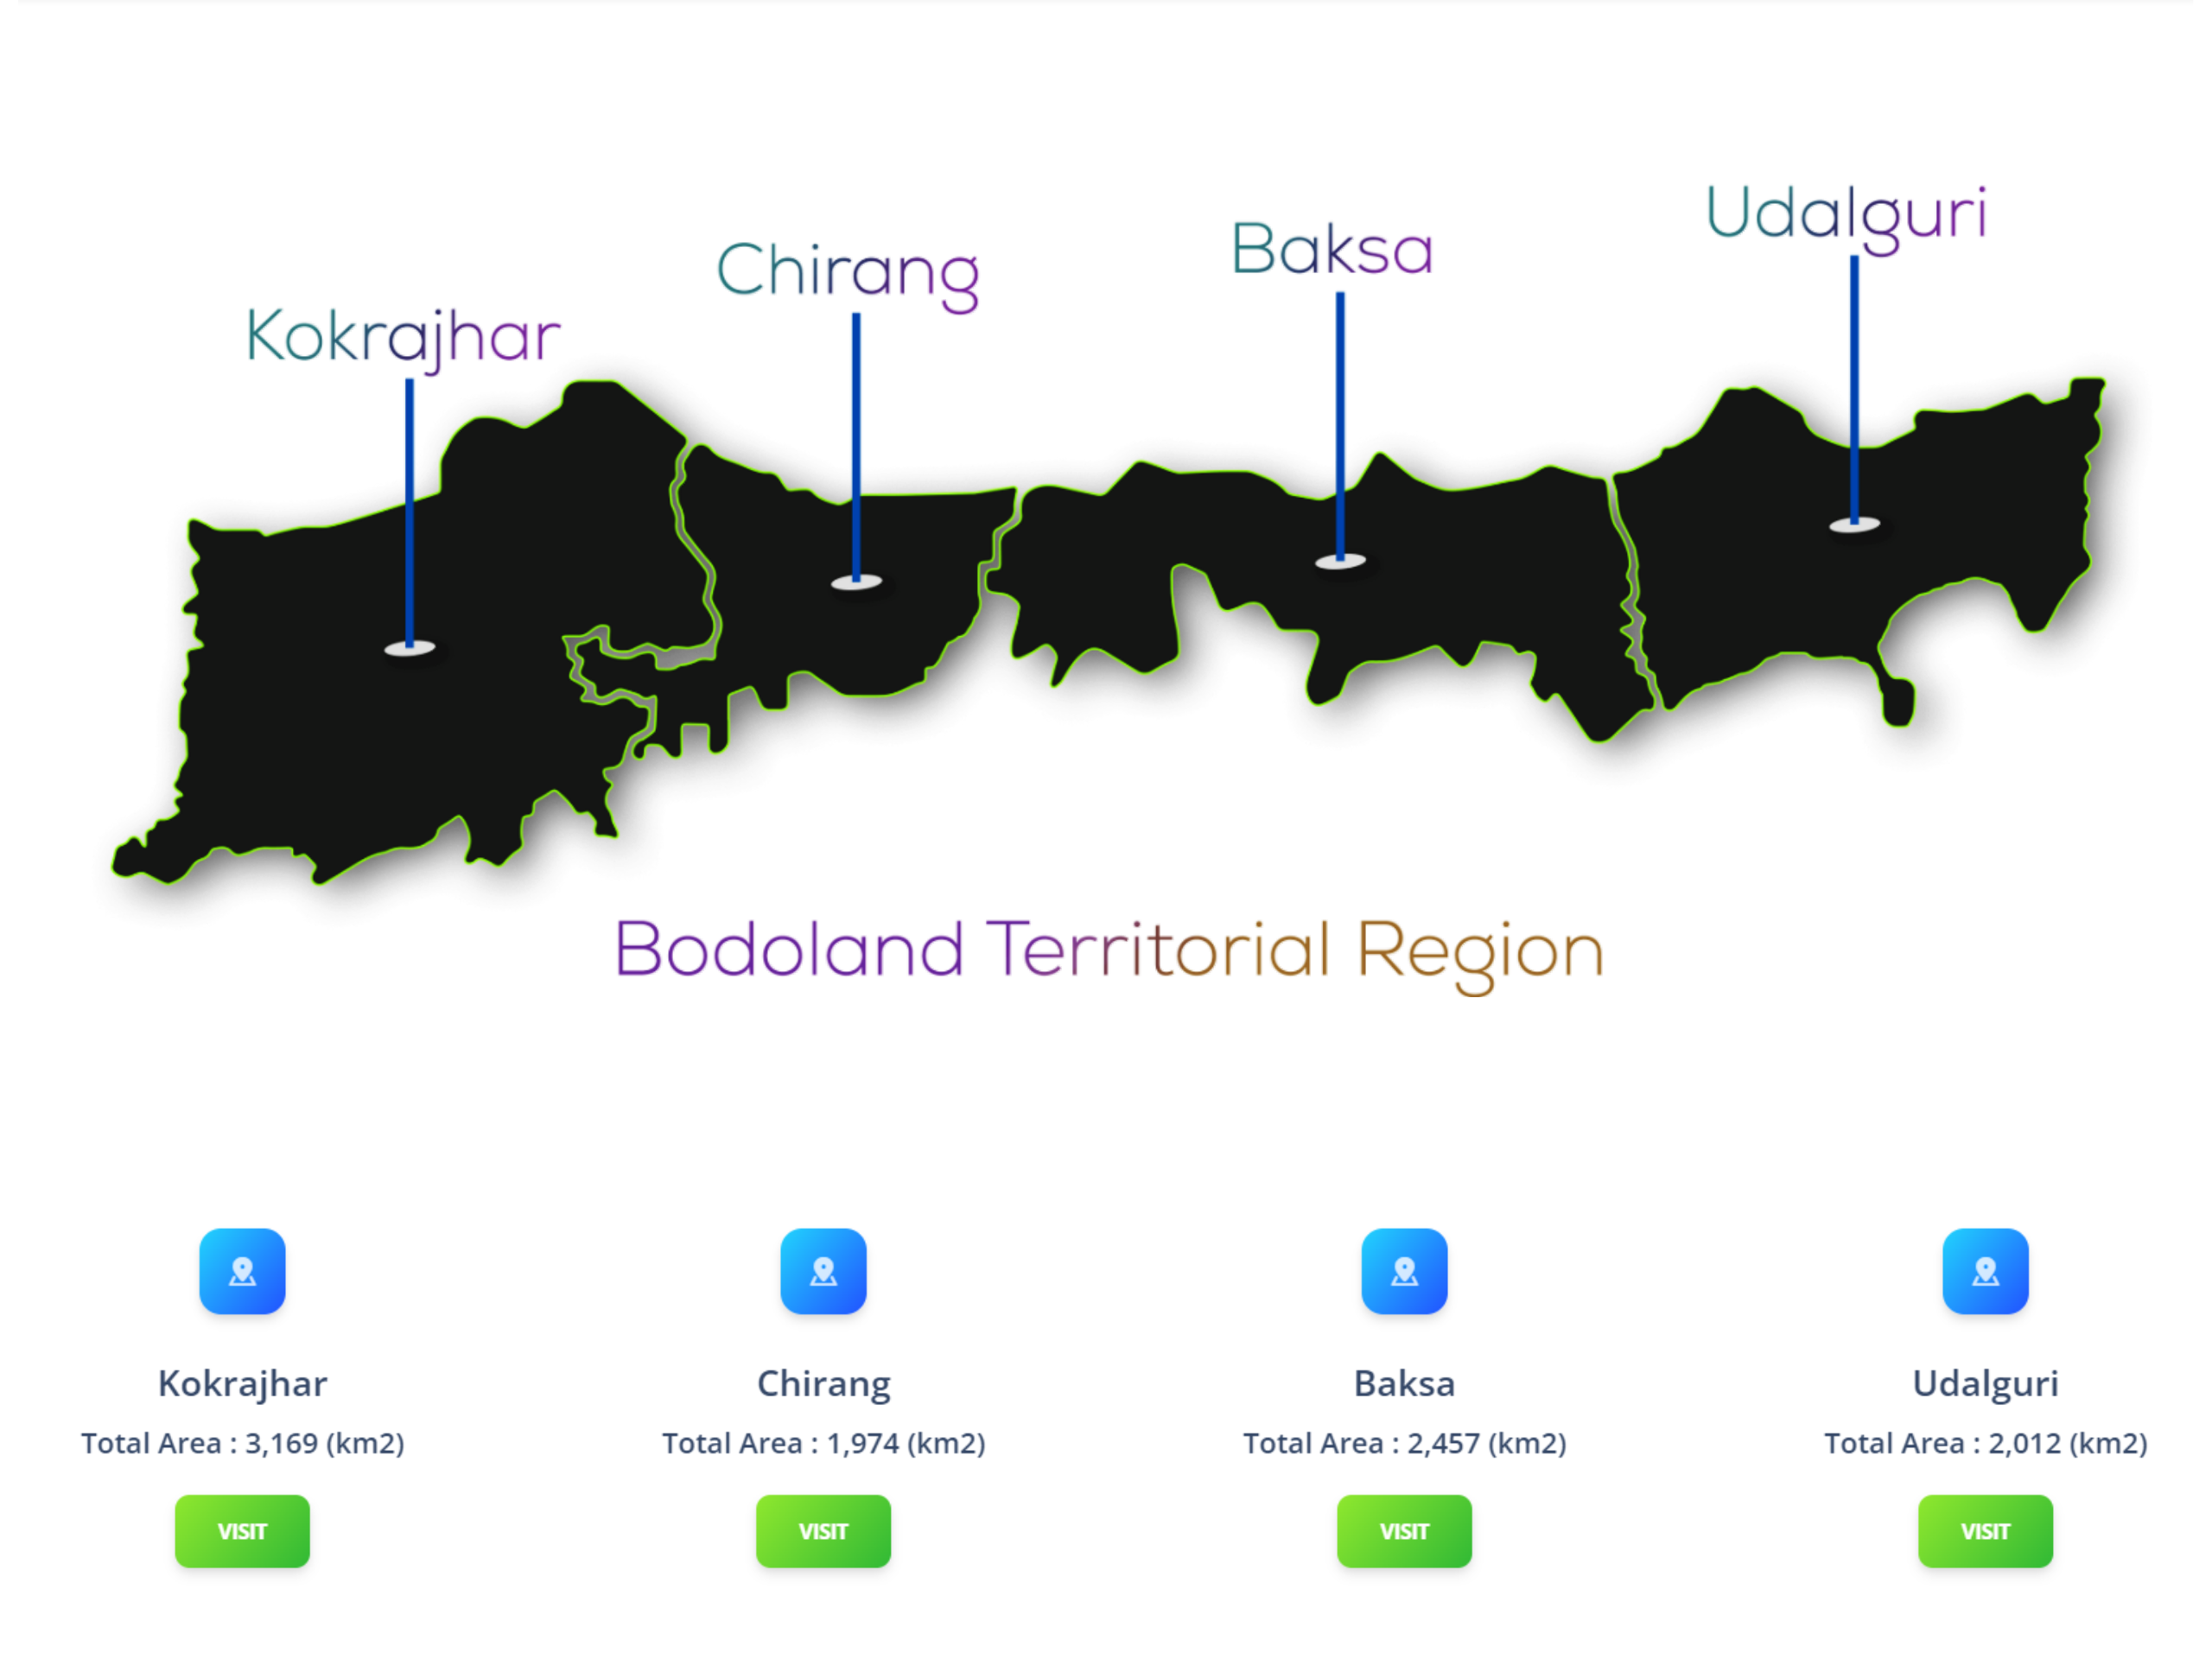 Udalguri
Baksa
Chirang
Kokrajhar
Bodoland Territorial Region
Kokrajhar
Total Area : 3,169 (km2)
VISIT
Chirang
Total Area : 1,974 (km2)
VISIT
Baksa
Total Area : 2,457 (km2)
VISIT
Udalguri
Total Area : 2,012 (km2)
VISIT